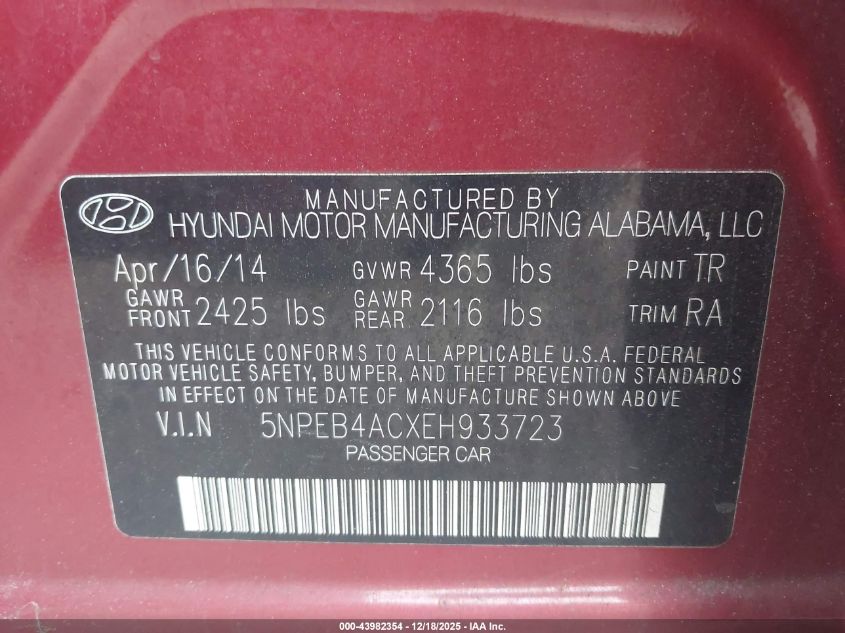 MANUFACTURED BY
HYUNDAI MOTOR MANUFACTURING ALABAMA, LLC
Apr/16/14 GVWR 4365 lbs PAINT TR
GAWR FRONT 2425 lbs GAWR REAR 2116 lbs TRIM RA
THIS VEHICLE CONFORMS TO ALL APPLICABLE U.S.A. FEDERAL
MOTOR VEHICLE SAFETY, BUMPER, AND THEFT PREVENTION STANDARDS
IN EFFECT ON THE DATE OF MANUFACTURE SHOWN ABOVE
V.I.N 5NPEB4ACXEH933723
PASSENGER CAR
000-43982354 - 12/18/2025 - IAA Inc.